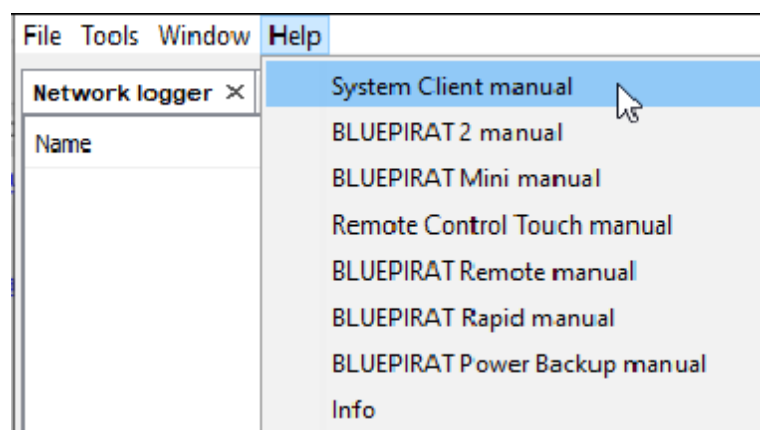 File Tools Window Help
Network logger ×
Name
System Client manual
BLUEPIRAT 2 manual
BLUEPIRAT Mini manual
Remote Control Touch manual
BLUEPIRAT Remote manual
BLUEPIRAT Rapid manual
BLUEPIRAT Power Backup manual
Info